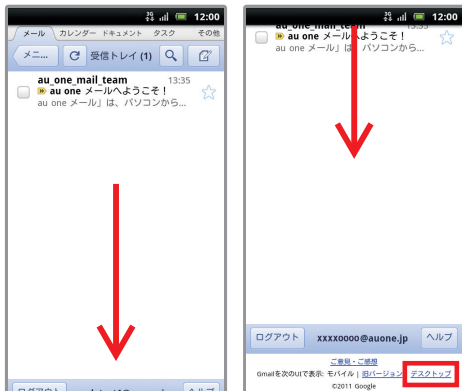 3G 12:00
メール カレンダー ドキュメント タスク その他
メニ... 受信トレイ (1)
au_one_mail_team 13:35
au one メールへようこそ！
au one メール」は、パソコンから...
ログアウト ヘルプ
3G 12:00
au_one_mail_team 13:35
au one メールへようこそ！
au one メール」は、パソコンから...
ログアウト xxxxoooo@auone.jp ヘルプ
ご意見・ご感想
Gmailを次のUIで表示: モバイル | 旧バージョン デスクトップ
©2011 Google